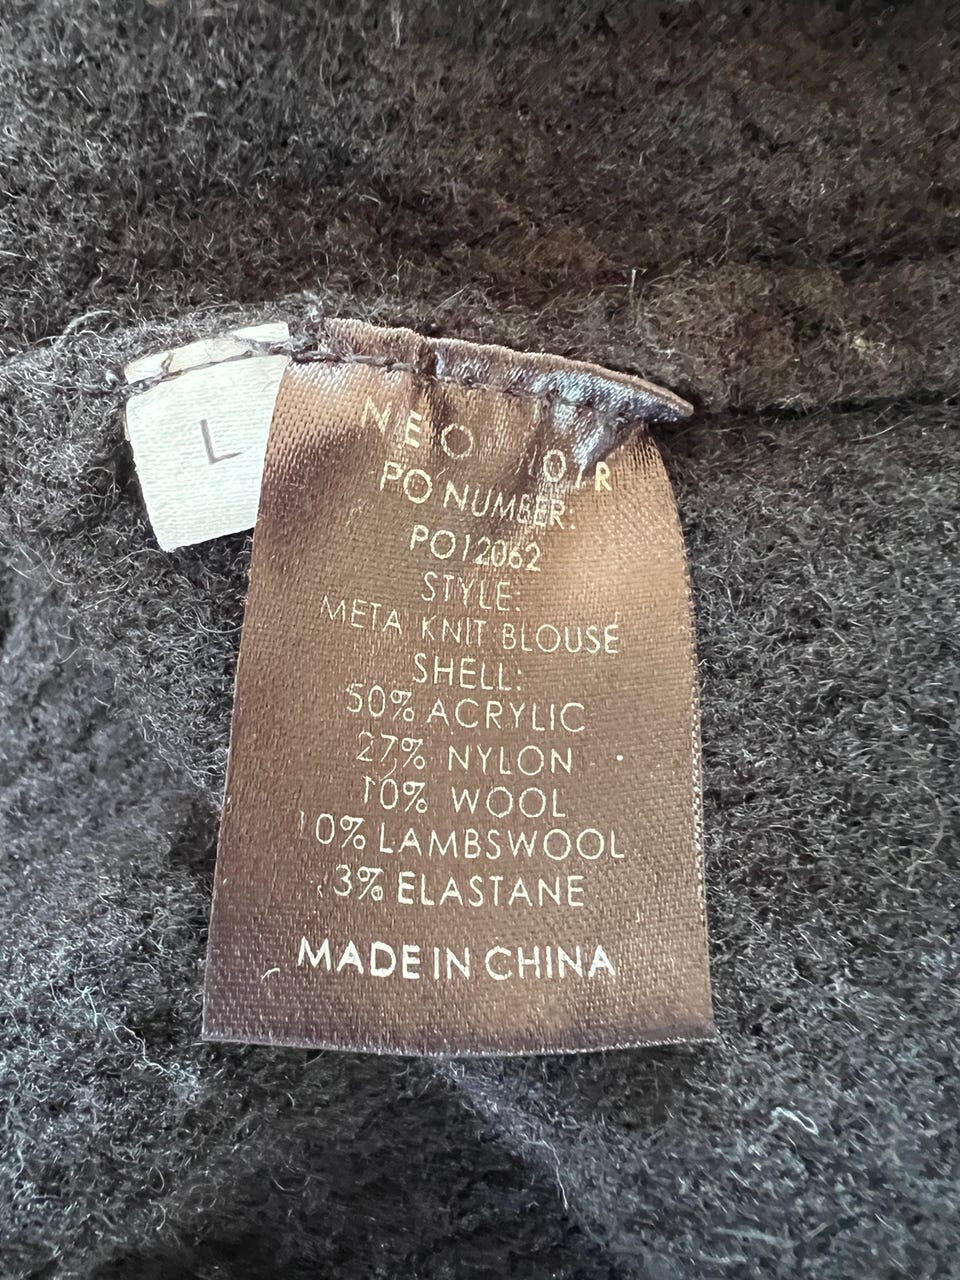 L
NEO NOIR
PO NUMBER:
PO12062
STYLE:
META KNIT BLOUSE
SHELL:
50% ACRYLIC
27% NYLON
10% WOOL
10% LAMBSWOOL
3% ELASTANE
MADE IN CHINA